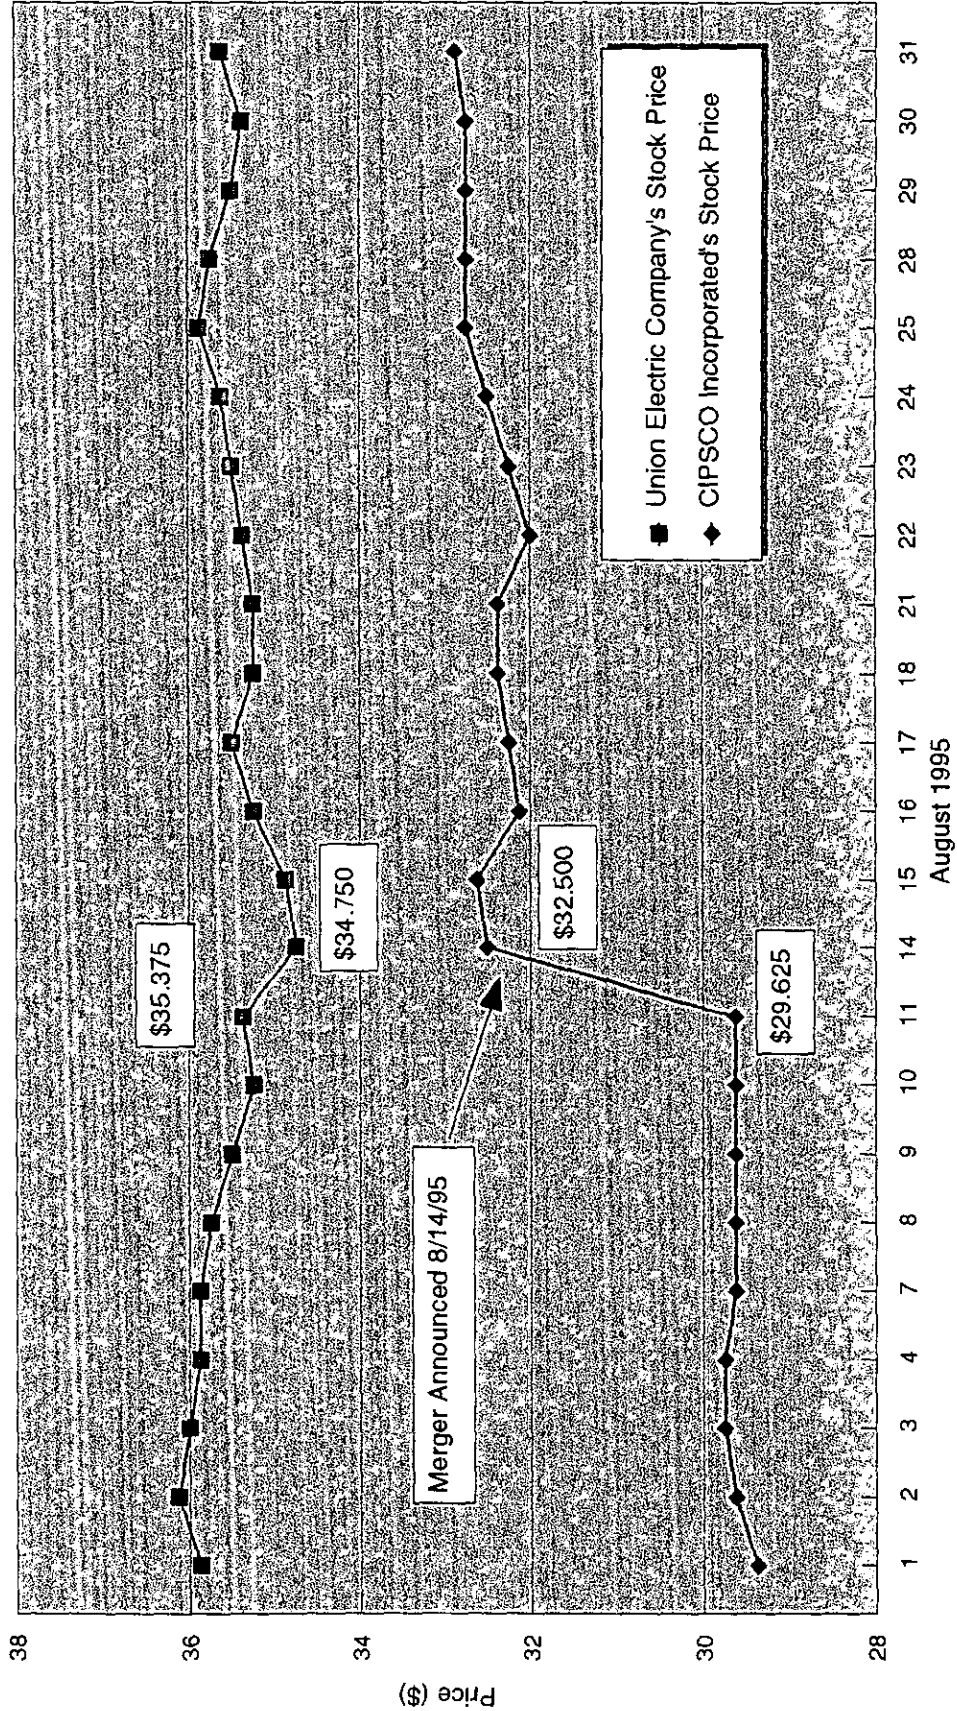 38
36
34
32
30
28
Price ($)
$35.375
$34.750
Merger Announced 8/14/95
$32.500
$29.625
Union Electric Company's Stock Price
CIPSCO Incorporated's Stock Price
1 2 3 4 7 8 9 10 11 14 15 16 17 18 21 22 23 24 25 28 29 30 31
August 1995